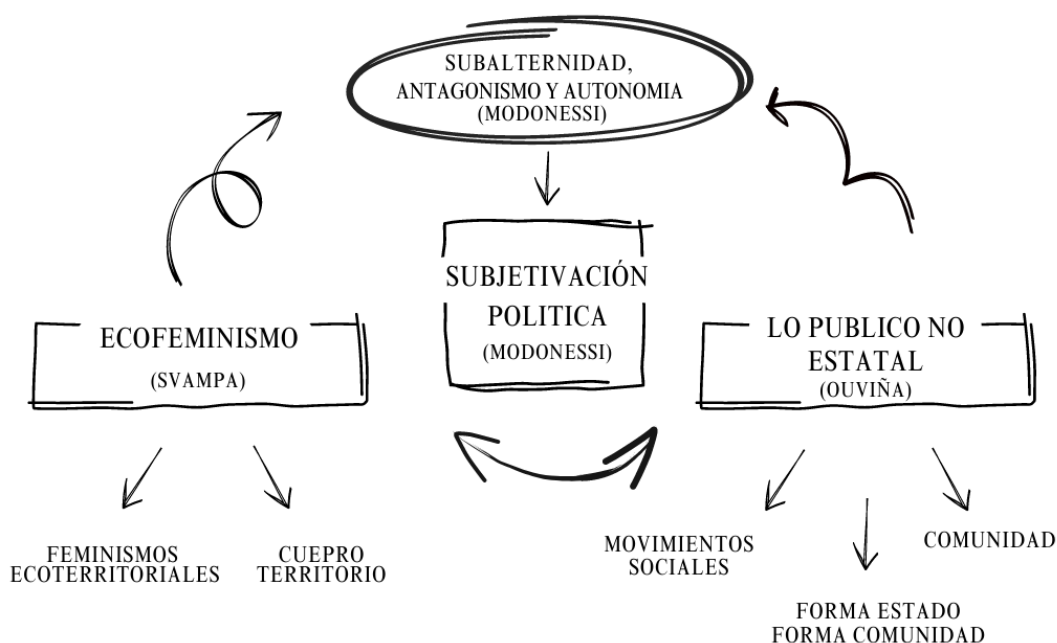 SUBALTERNIDAD,
ANTAGONISMO Y AUTONOMIA
(MODONESSI)
SUBJETIVACIÓN
POLITICA
(MODONESSI)
ECOFEMINISMO
(SVAMPA)
LO PUBLICO NO
ESTATAL
(OUVIÑA)
FEMINISMOS
ECOTERRITORIALES
CUEPRO
TERRITORIO
MOVIMIENTOS
SOCIALES
COMUNIDAD
FORMA ESTADO
FORMA COMUNIDAD